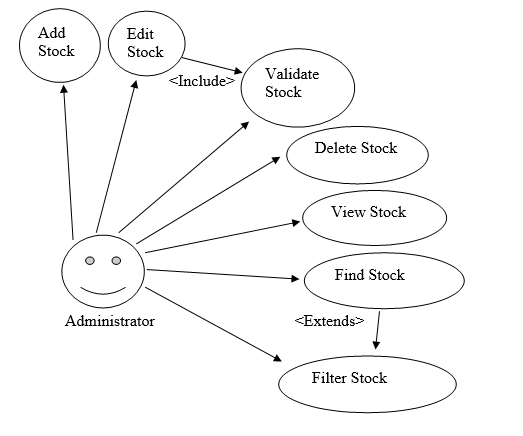 Add
Stock
Edit
Stock
<Include>
Validate
Stock
Delete Stock
View Stock
Find Stock
<Extends>
Administrator
Filter Stock